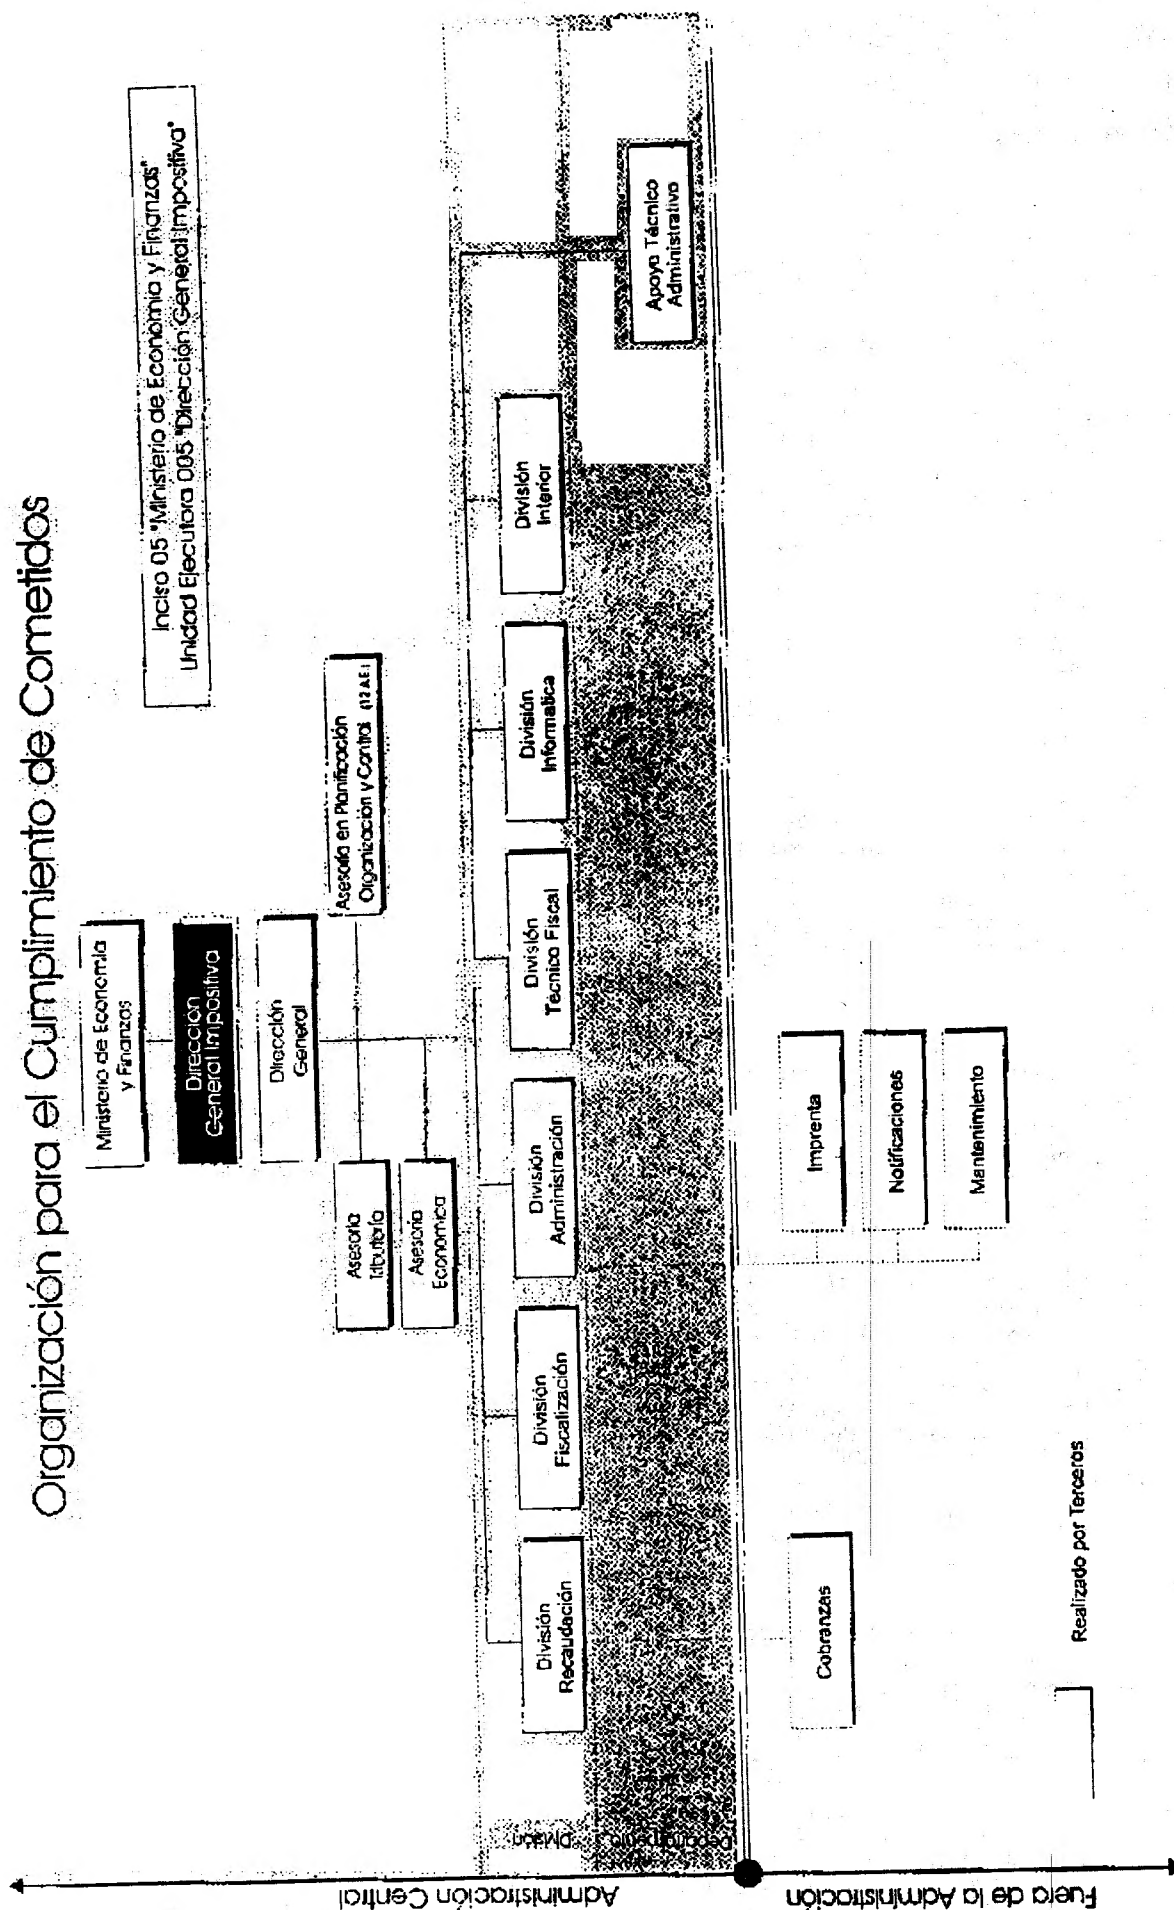 Organización para el Cumplimiento de Cometidos
Inciso 05 "Ministerio de Economía y Finanzas"
Unidad Ejecutora 005 "Dirección General Impositiva"
Ministerio de Economía
y Finanzas
Dirección
General Impositiva
Dirección
General
Asesoría
Tributaria
Asesoría en Planificación
Organización y Control (12 A.E.)
Asesoría
Económica
División
Recaudación
División
Fiscalización
División
Administración
División
Técnico Fiscal
División
Informatica
División
Interior
Apoyo Técnico
Administrativo
Cobranzas
Imprenta
Notificaciones
Mantenimiento
Realizado por Terceros
Administración Central
División
Departamento
Fuera de la Administración